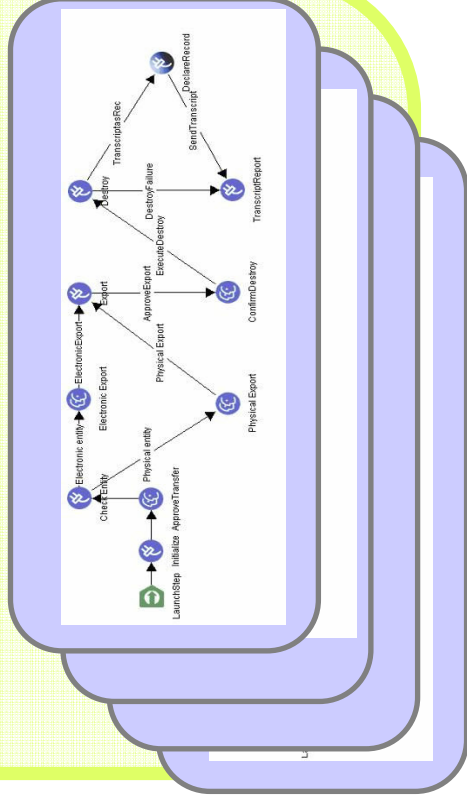 LaunchStep
Initialize
ApproveTransfer
Check Entity
Electronic entity
Physical entity
Electronic Export
ElectronicExport
Physical Export
Physical Export
Export
ApproveExport
ConfirmDestroy
ExecuteDestroy
Destroy
DestroyFailure
TranscriptasRec
DeclareRecord
SendTranscript
TranscriptReport